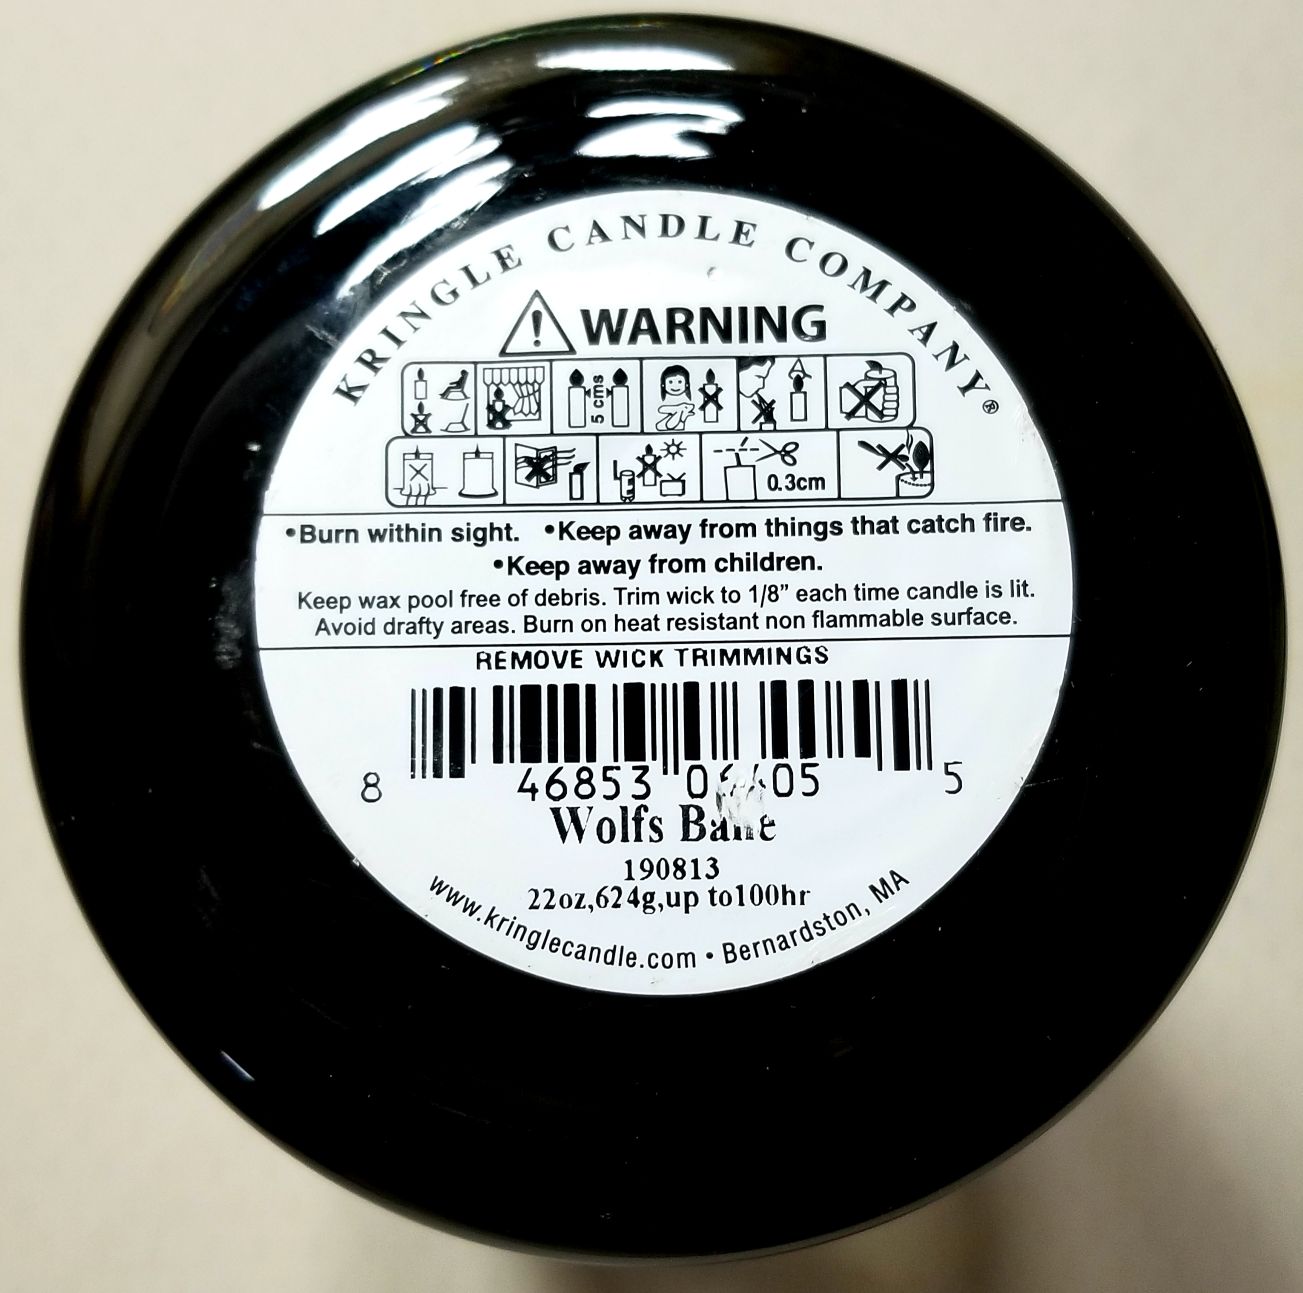 KRINGLE CANDLE COMPANY®
WARNING
5 cms
0.3cm
•Burn within sight. •Keep away from things that catch fire.
•Keep away from children.
Keep wax pool free of debris. Trim wick to 1/8” each time candle is lit.
Avoid drafty areas. Burn on heat resistant non flammable surface.
REMOVE WICK TRIMMINGS
8 46853 5
Wolfs Bane
190813
22oz,624g,up to100hr
www.kringlecandle.com • Bernardston, MA